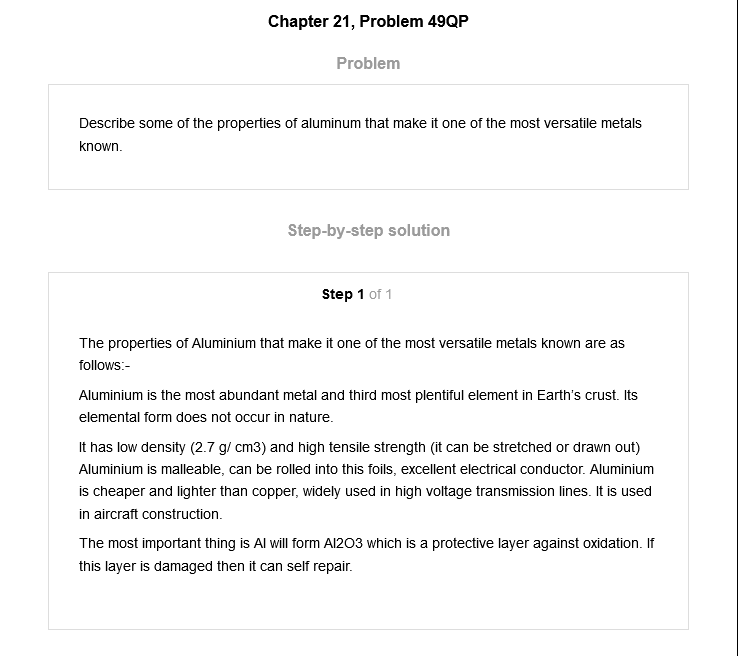 Chapter 21, Problem 49QP
Problem
Describe some of the properties of aluminum that make it one of the most versatile metals
known.
Step-by-step solution
Step 1 of 1
The properties of Aluminium that make it one of the most versatile metals known are as
follows:-
Aluminium is the most abundant metal and third most plentiful element in Earth's crust. Its
elemental form does not occur in nature.
It has low density (2.7 g/ cm3) and high tensile strength (it can be stretched or drawn out)
Aluminium is malleable, can be rolled into this foils, excellent electrical conductor. Aluminium
is cheaper and lighter than copper, widely used in high voltage transmission lines. It is used
in aircraft construction.
The most important thing is Al will form Al2O3 which is a protective layer against oxidation. If
this layer is damaged then it can self repair.